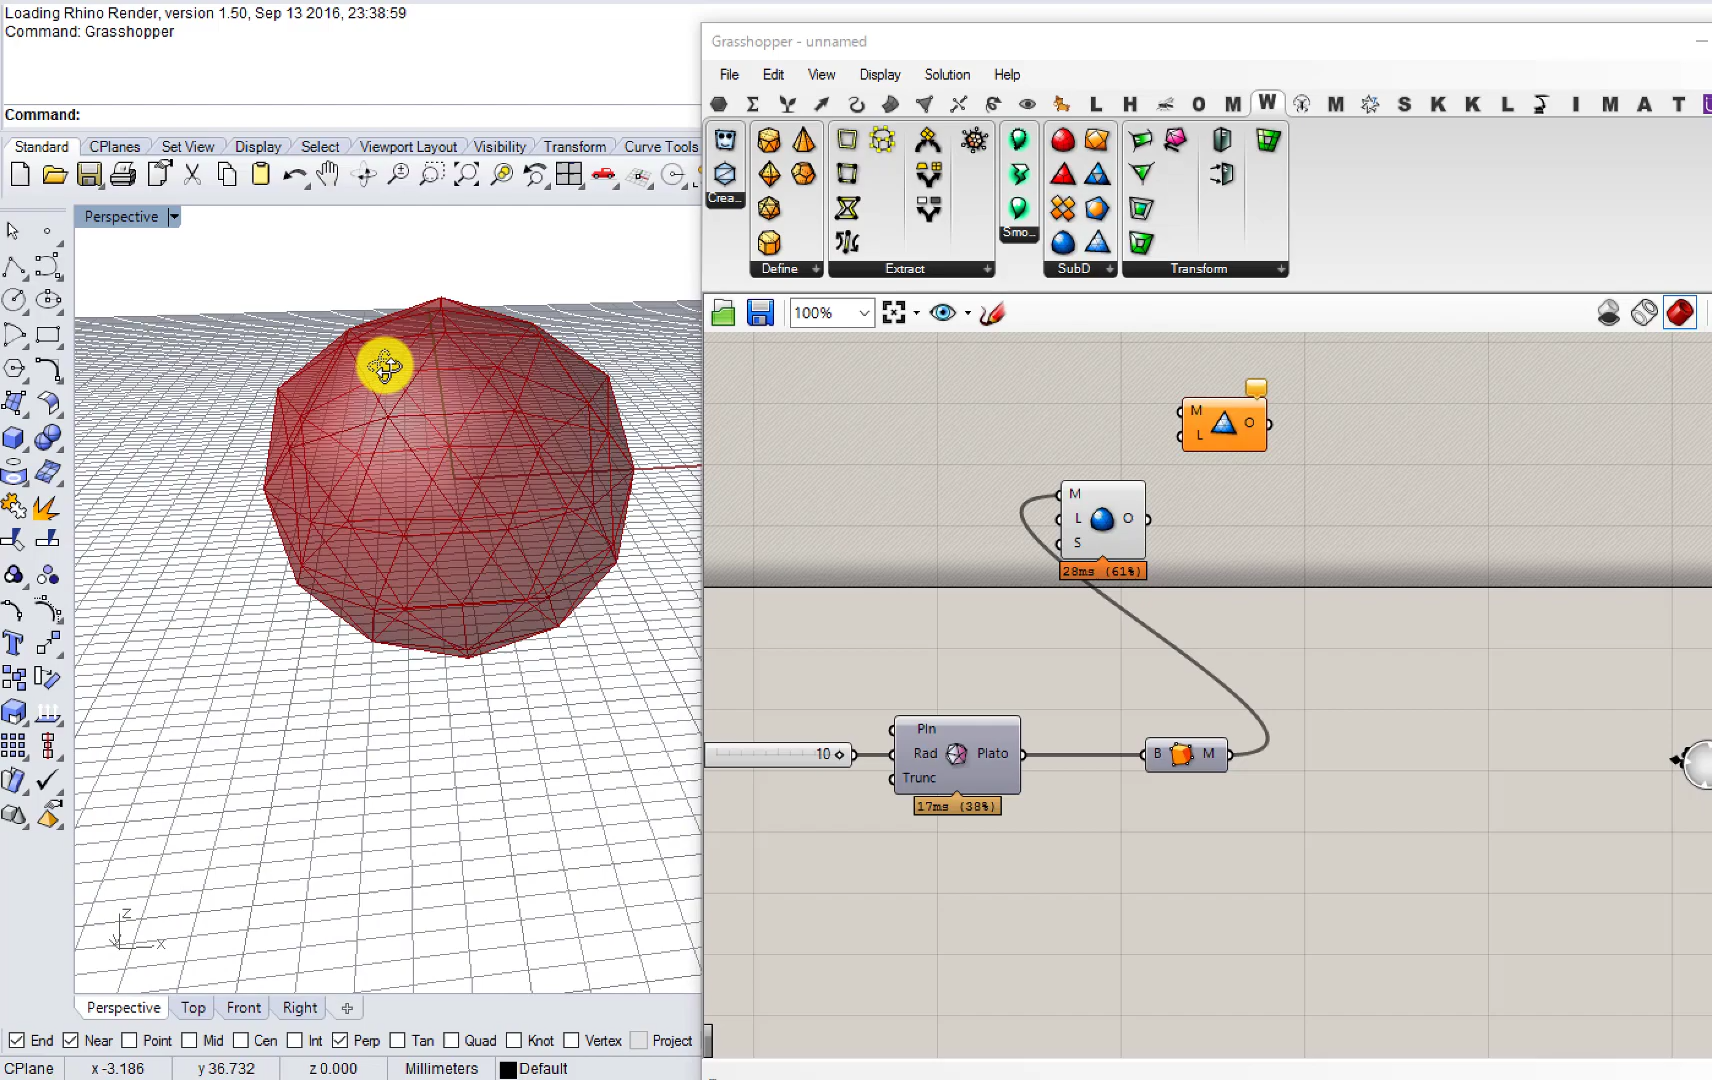 Loading Rhino Render, version 1.50, Sep 13 2016, 23:38:59
Command: Grasshopper
Command:
Standard CPlanes Set View Display Select Viewport Layout Visibility Transform Curve Tools
Perspective
Grasshopper - unnamed
File Edit View Display Solution Help
L H O M W M S K K L I M A T
Crea... Define Extract Smo... SubD Transform
100%
M L O
M L S O
28ms (61%)
10
Pln Rad Trunc Plato
17ms (38%)
B M
z x
Perspective Top Front Right
End Near Point Mid Cen Int Perp Tan Quad Knot Vertex Project
CPlane x -3.186 y 36.732 z 0.000 Millimeters Default